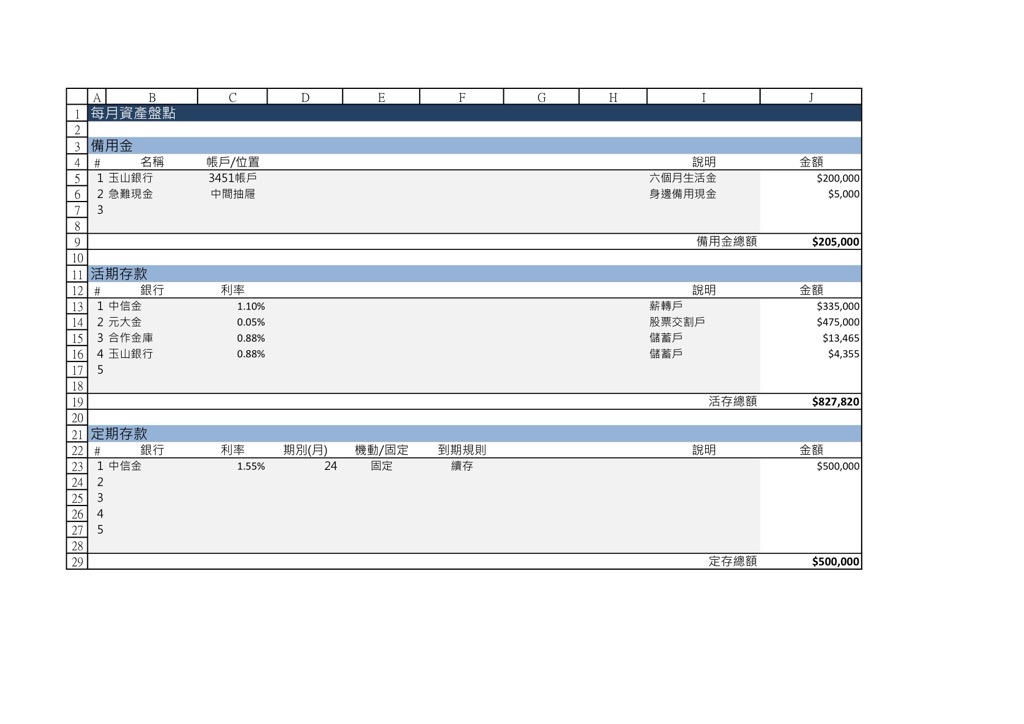 A B C D E F G H I J
1 每月資產盤點
2
3 備用金
4 # 名稱 帳戶/位置 說明 金額
5 1 玉山銀行 3451帳戶 六個月生活金 $200,000
6 2 急難現金 中間抽屜 身邊備用現金 $5,000
7 3
8
9 備用金總額 $205,000
10
11 活期存款
12 # 銀行 利率 說明 金額
13 1 中信金 1.10% 薪轉戶 $335,000
14 2 元大金 0.05% 股票交割戶 $475,000
15 3 合作金庫 0.88% 儲蓄戶 $13,465
16 4 玉山銀行 0.88% 儲蓄戶 $4,355
17 5
18
19 活存總額 $827,820
20
21 定期存款
22 # 銀行 利率 期別(月) 機動/固定 到期規則 說明 金額
23 1 中信金 1.55% 24 固定 續存 $500,000
24 2
25 3
26 4
27 5
28
29 定存總額 $500,000